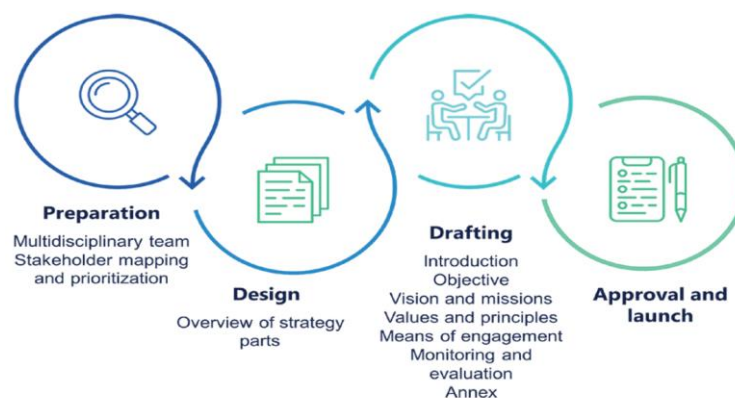 Preparation
Multidisciplinary team
Stakeholder mapping
and prioritization
Design
Overview of strategy
parts
Drafting
Introduction
Objective
Vision and missions
Values and principles
Means of engagement
Monitoring and
evaluation
Annex
Approval and
launch